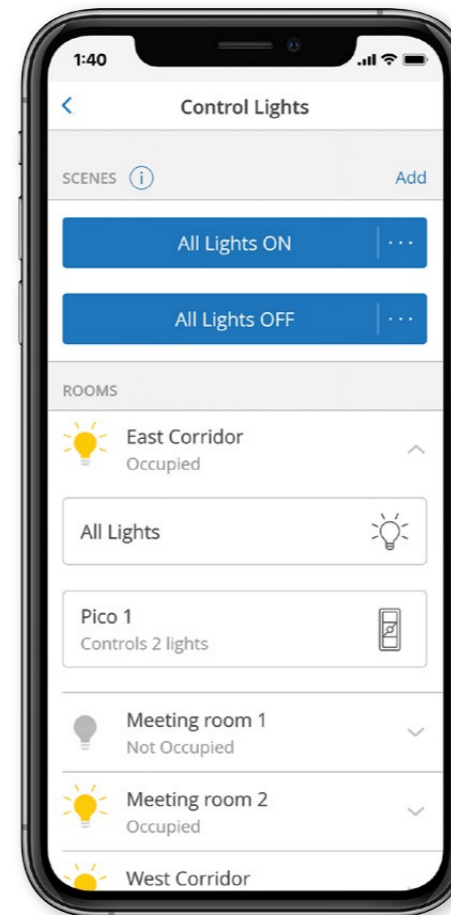 1:40
Control Lights
SCENES
Add
All Lights ON
All Lights OFF
ROOMS
East Corridor
Occupied
All Lights
Pico 1
Controls 2 lights
Meeting room 1
Not Occupied
Meeting room 2
Occupied
West Corridor